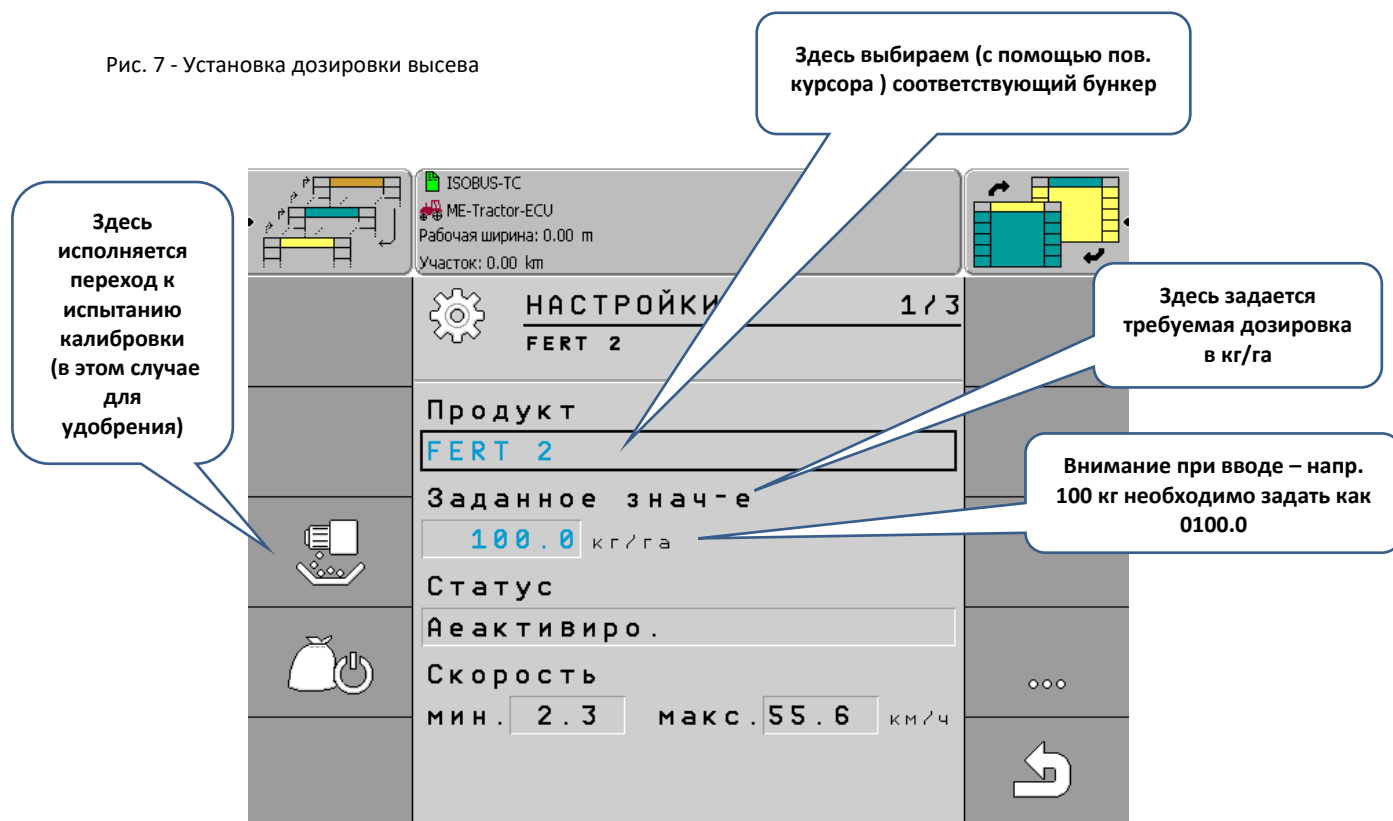 Рис. 7 - Установка дозировки высева
Здесь выбираем (с помощью пов.
курсора ) соответствующий бункер
Здесь
исполняется
переход к
испытанию
калибровки
(в этом случае
для
удобрения)
ISOBUS-TC
ME-Tractor-ECU
Рабочая ширина: 0.00 m
Участок: 0.00 km
НАСТРОЙКИ 1/3
FERT 2
Здесь задается
требуемая дозировка
в кг/га
Продукт
FERT 2
Заданное знач-е
100.0 кг/га
Внимание при вводе – напр.
100 кг необходимо задать как
0100.0
Статус
Аеактивиро.
Скорость
мин. 2.3 макс. 55.6 км/ч